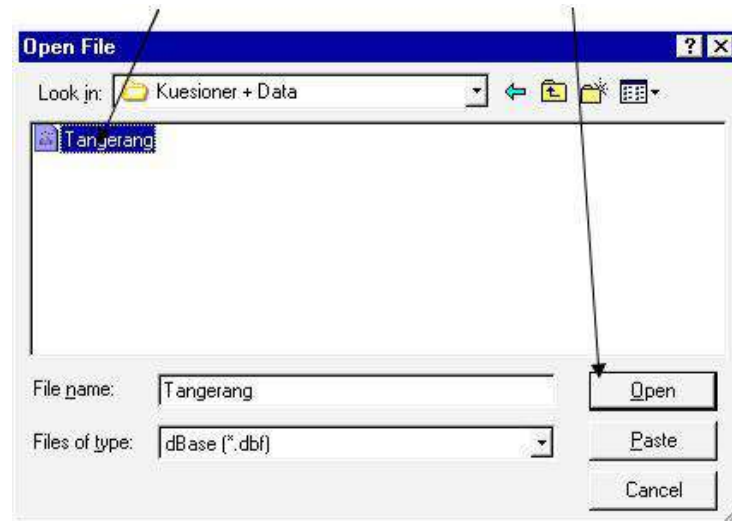 Open File
Look in: Kuesioner + Data
Tangerang
File name: Tangerang Open
Files of type: dBase (*.dbf) Paste
Cancel